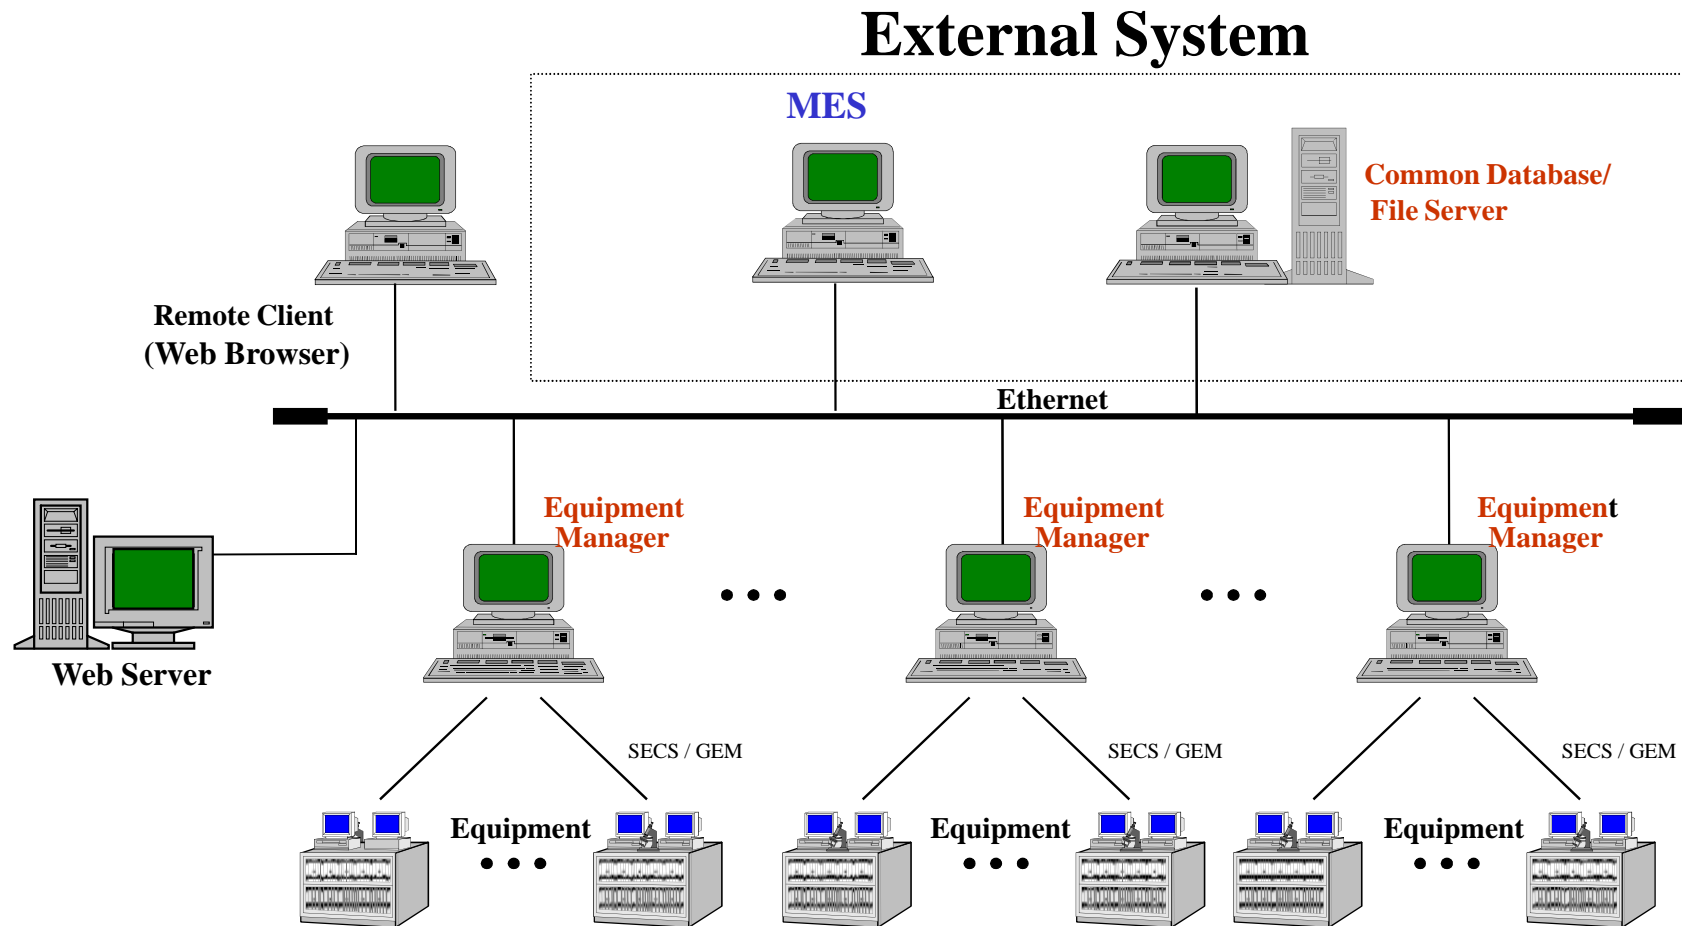 External System
MES
Common Database/
File Server
Remote Client
(Web Browser)
Ethernet
Equipment
Manager
Equipment
Manager
Equipment
Manager
Web Server
SECS / GEM
SECS / GEM
SECS / GEM
Equipment
Equipment
Equipment